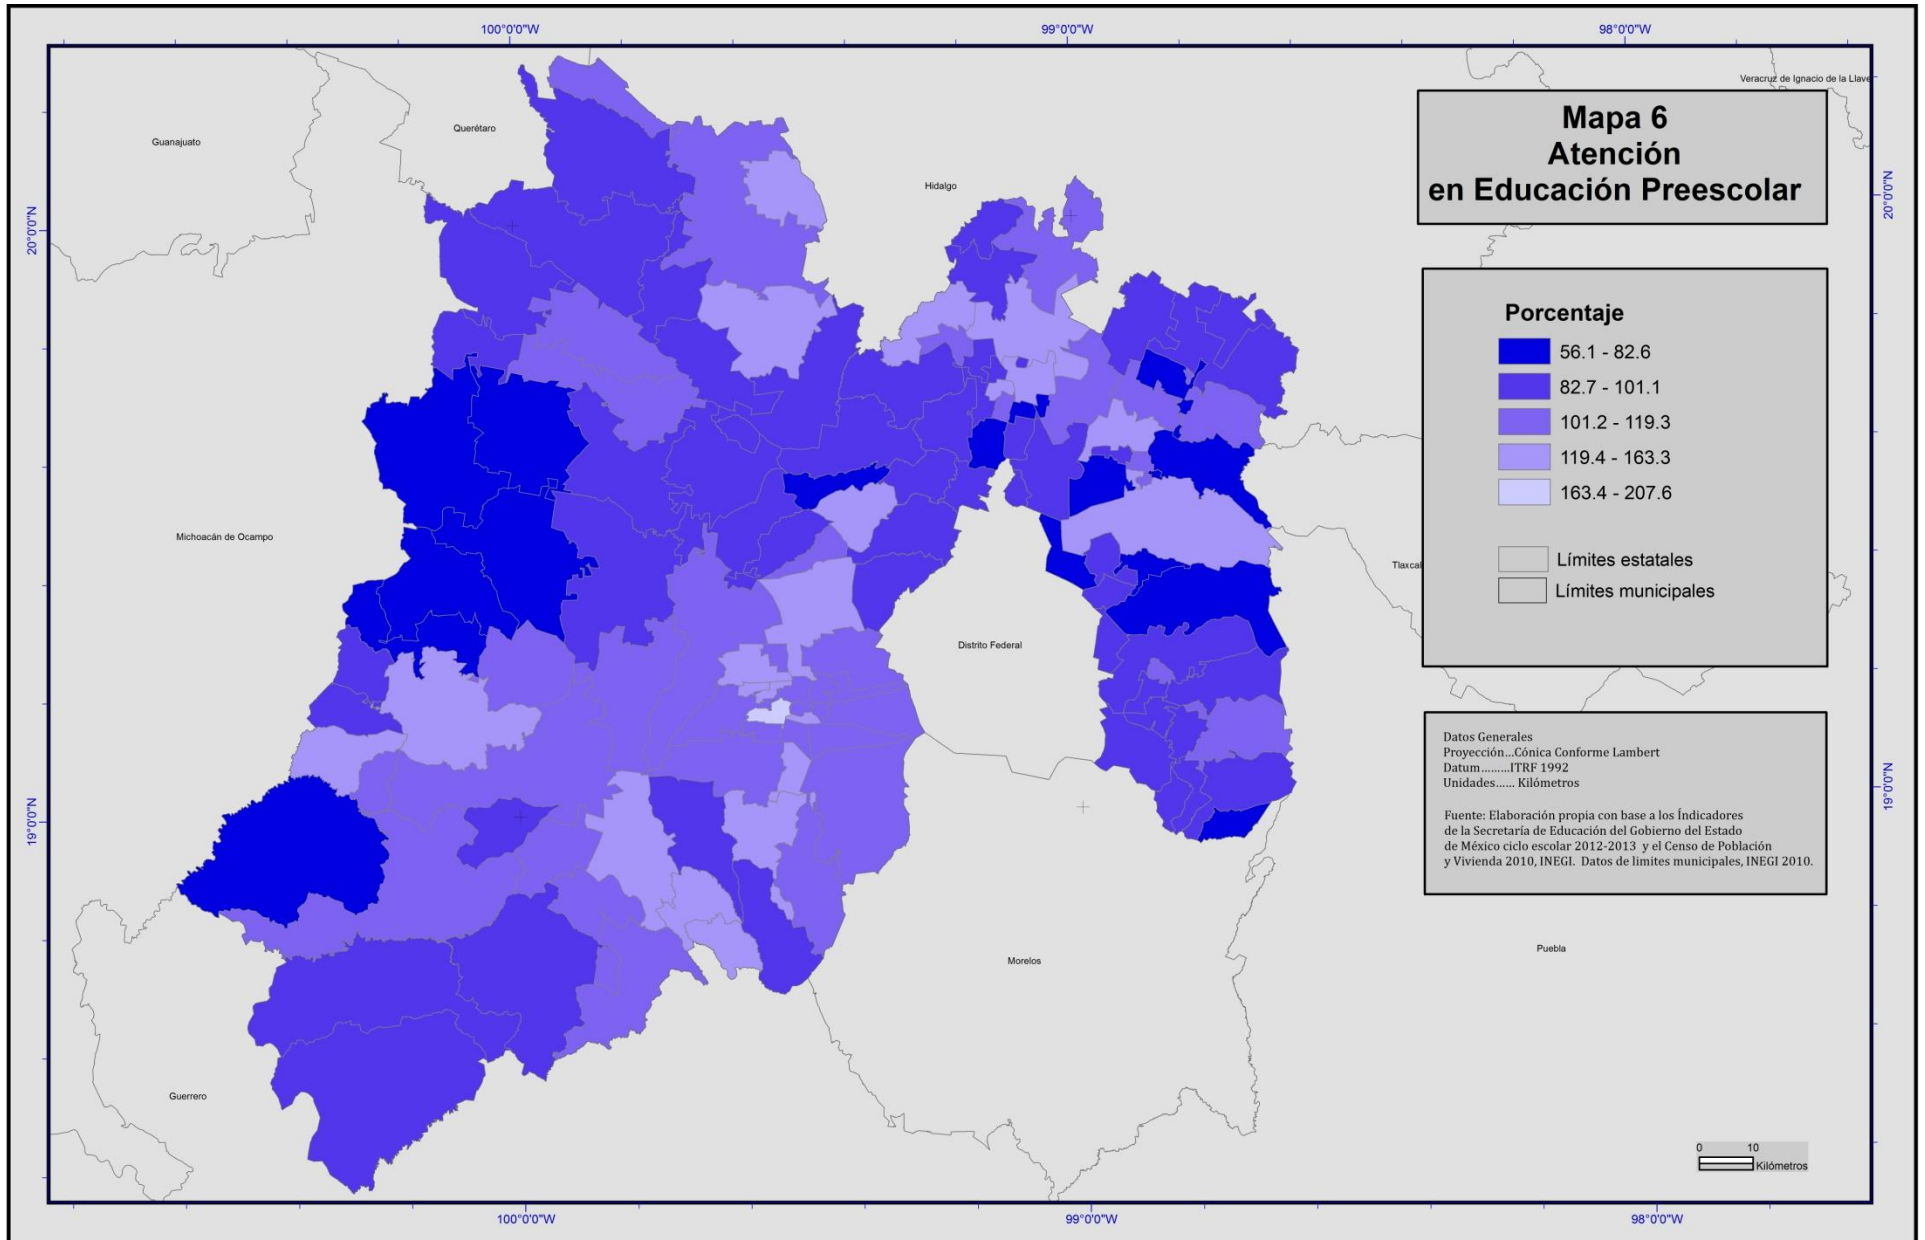 100°0'0"W
99°0'0"W
98°0'0"W
Veracruz de Ignacio de la Llave
Guanajuato
Querétaro
Hidalgo
Mapa 6
Atención
en Educación Preescolar
20°0'0"N
20°0'0"N
Porcentaje
56.1 - 82.6
82.7 - 101.1
101.2 - 119.3
119.4 - 163.3
163.4 - 207.6
Límites estatales
Límites municipales
Michoacán de Ocampo
Tlaxcal
Distrito Federal
Datos Generales
Proyección...Cónica Conforme Lambert
Datum.........ITRF 1992
Unidades...... Kilómetros
Fuente: Elaboración propia con base a los Índicadores
de la Secretaría de Educación del Gobierno del Estado
de México ciclo escolar 2012-2013 y el Censo de Población
y Vivienda 2010, INEGI. Datos de limites municipales, INEGI 2010.
19°0'0"N
19°0'0"N
Puebla
Morelos
Guerrero
0 10
Kilómetros
100°0'0"W
99°0'0"W
98°0'0"W